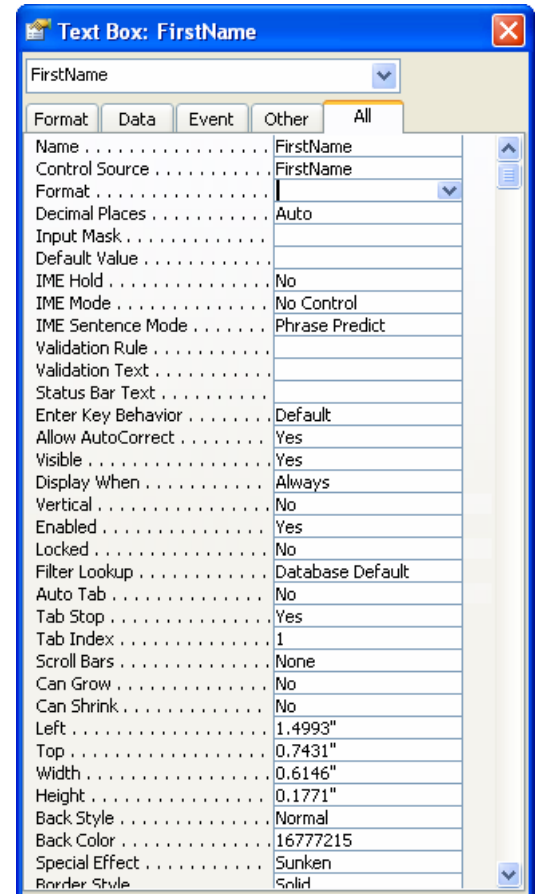 Text Box: FirstName
FirstName
Format Data Event Other All
Name . . . . . . . . . . . . . . . . . FirstName
Control Source . . . . . . . . . . . FirstName
Format . . . . . . . . . . . . . . . .
Decimal Places . . . . . . . . . . . Auto
Input Mask . . . . . . . . . . . . .
Default Value . . . . . . . . . . . .
IME Hold . . . . . . . . . . . . . . No
IME Mode . . . . . . . . . . . . . . No Control
IME Sentence Mode . . . . . . . Phrase Predict
Validation Rule . . . . . . . . . . .
Validation Text . . . . . . . . . . .
Status Bar Text . . . . . . . . . .
Enter Key Behavior . . . . . . . . Default
Allow AutoCorrect . . . . . . . . Yes
Visible . . . . . . . . . . . . . . . . Yes
Display When . . . . . . . . . . . Always
Vertical . . . . . . . . . . . . . . . No
Enabled . . . . . . . . . . . . . . . Yes
Locked . . . . . . . . . . . . . . . . No
Filter Lookup . . . . . . . . . . . . Database Default
Auto Tab . . . . . . . . . . . . . . No
Tab Stop . . . . . . . . . . . . . . Yes
Tab Index . . . . . . . . . . . . . . 1
Scroll Bars . . . . . . . . . . . . . None
Can Grow . . . . . . . . . . . . . . No
Can Shrink . . . . . . . . . . . . . No
Left . . . . . . . . . . . . . . . . . . 1.4993"
Top . . . . . . . . . . . . . . . . . . 0.7431"
Width . . . . . . . . . . . . . . . . 0.6146"
Height . . . . . . . . . . . . . . . . 0.1771"
Back Style . . . . . . . . . . . . . Normal
Back Color . . . . . . . . . . . . . 16777215
Special Effect . . . . . . . . . . . Sunken
Border Style Solid